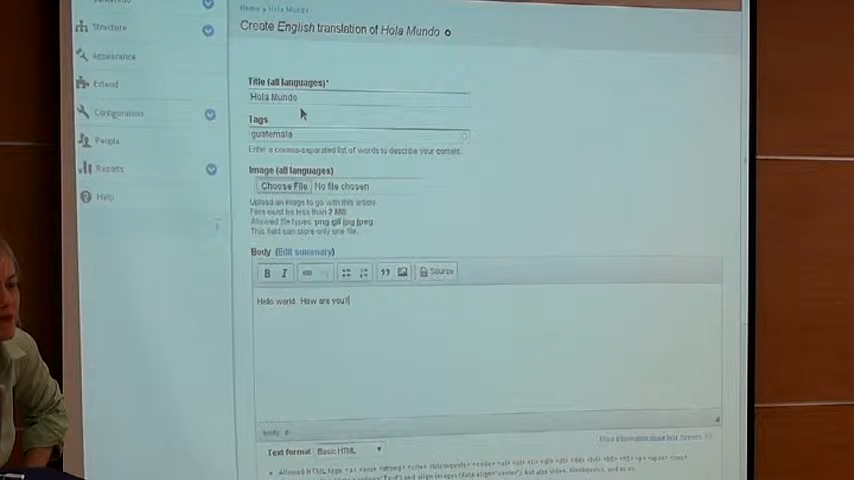 Home » Hola Mundo
Create English translation of Hola Mundo
Structure
Appearance
Extend
Configuration
People
Reports
Help
Title (all languages)*
Hola Mundo
Tags
guatemala
Enter a comma-separated list of words to describe your content.
Image (all languages)
Choose File No file chosen
Upload an image to go with this article.
Files must be less than 2 MB.
Allowed file types: png gif jpg jpeg.
This field can store only one file.
Body (Edit summary)
B I Source
Hello world. How are you?
body p
Text format Basic HTML
More information about text formats